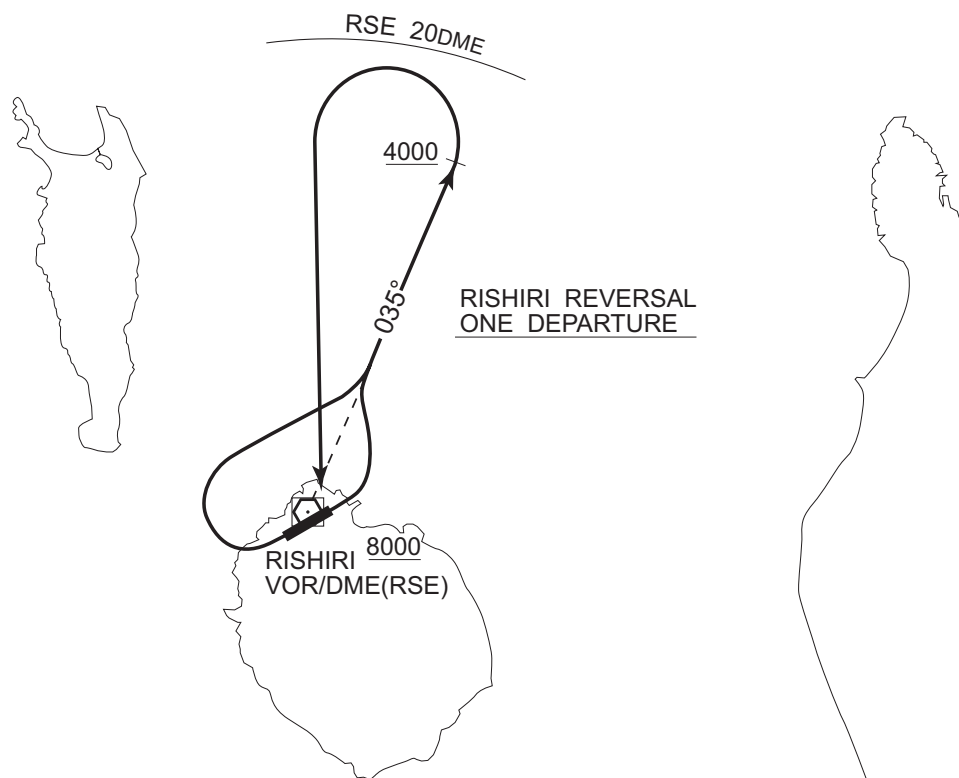 RSE 20DME
4000
035°
RISHIRI REVERSAL
ONE DEPARTURE
8000
RISHIRI
VOR/DME(RSE)